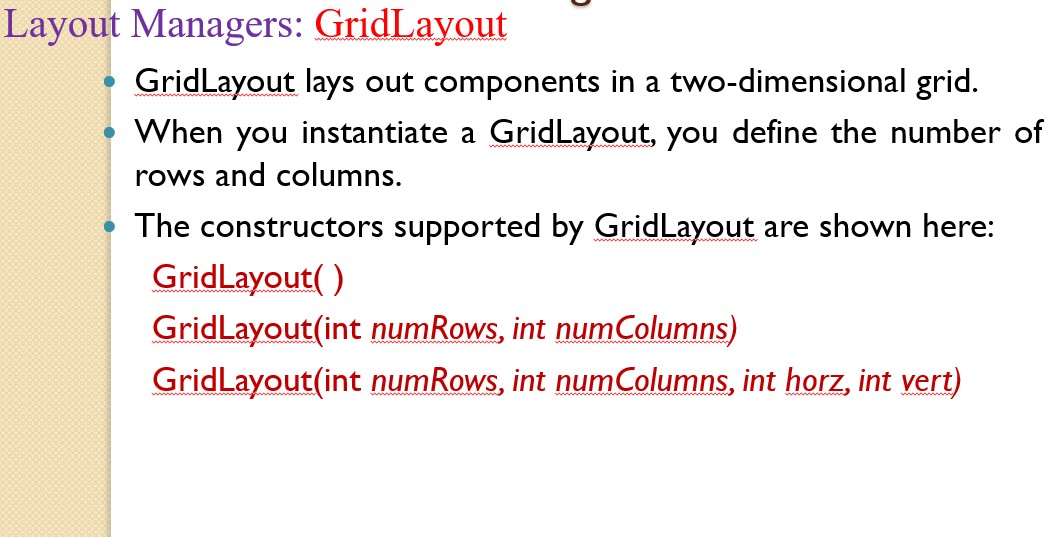 Layout Managers: GridLayout
GridLayout lays out components in a two-dimensional grid.
When you instantiate a GridLayout, you define the number of
rows and columns.
The constructors supported by GridLayout are shown here:
GridLayout( )
GridLayout(int numRows, int numColumns)
GridLayout(int numRows, int numColumns, int horz, int vert)